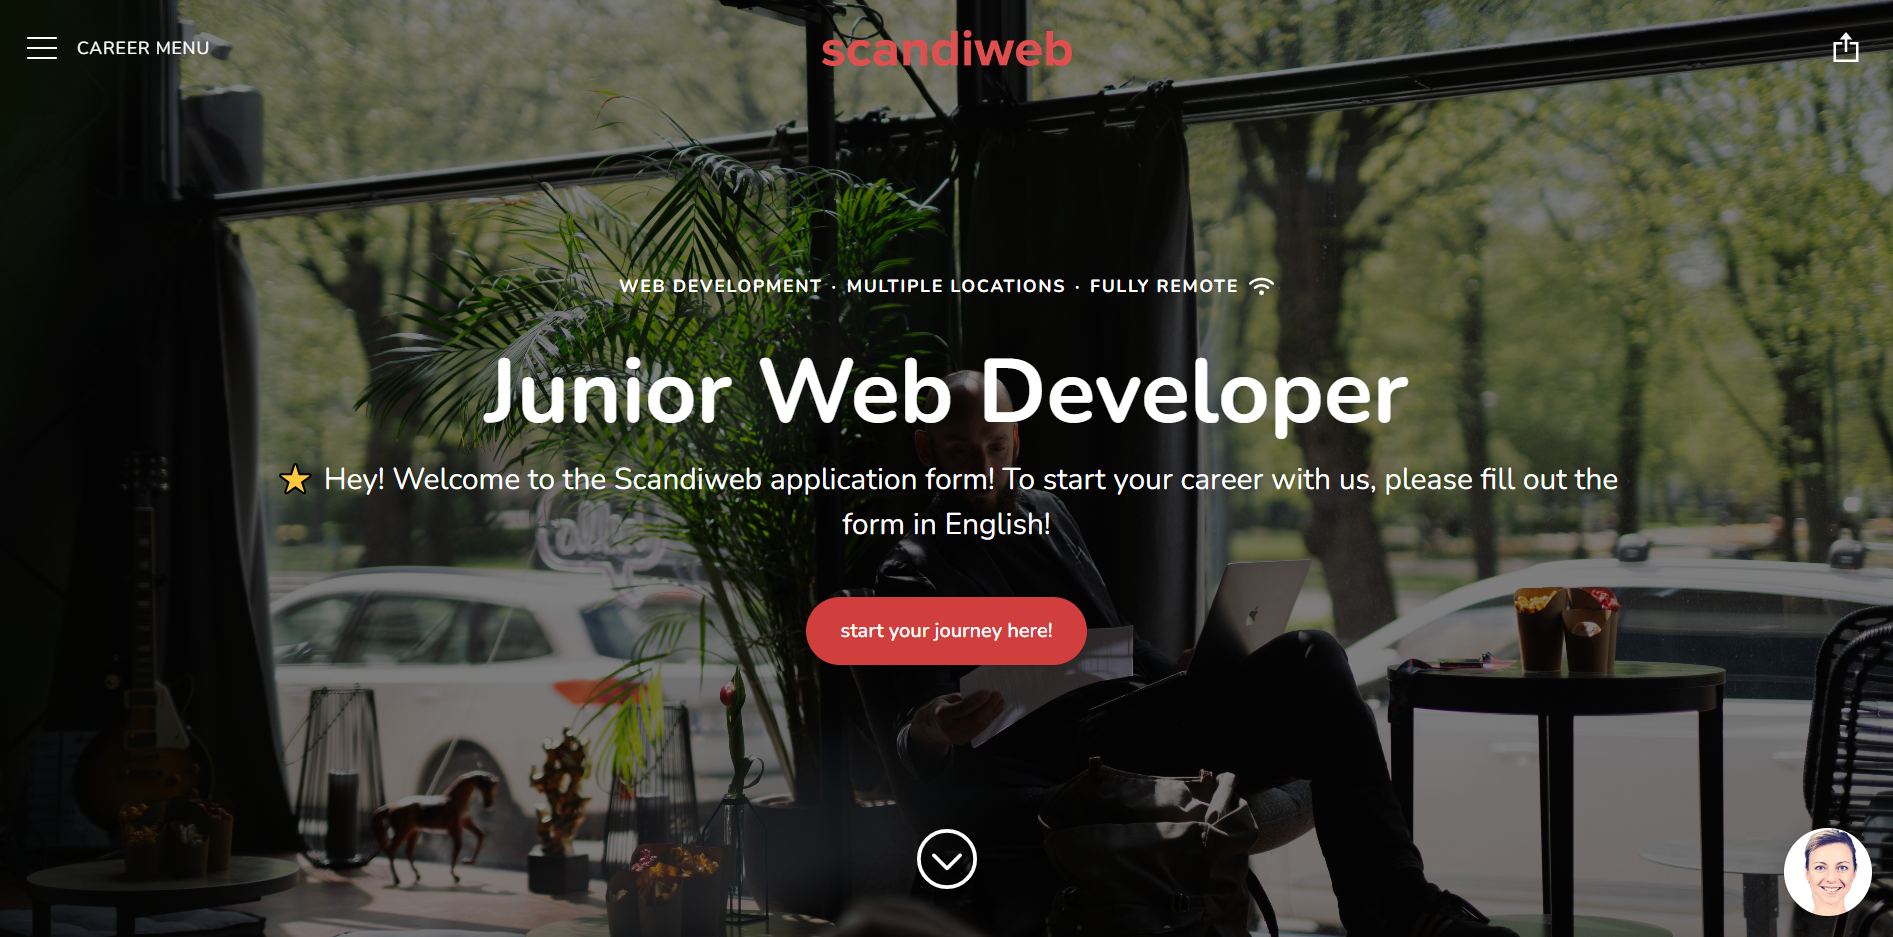 CAREER MENU
scandiweb
WEB DEVELOPMENT · MULTIPLE LOCATIONS · FULLY REMOTE
Junior Web Developer
⭐ Hey! Welcome to the Scandiweb application form! To start your career with us, please fill out the
form in English!
start your journey here!